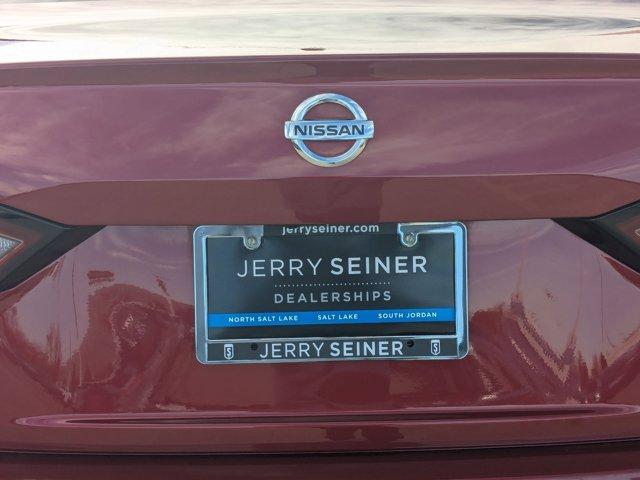 NISSAN
jerryseiner.com
JERRY SEINER
DEALERSHIPS
NORTH SALT LAKE SALT LAKE SOUTH JORDAN
JERRY SEINER